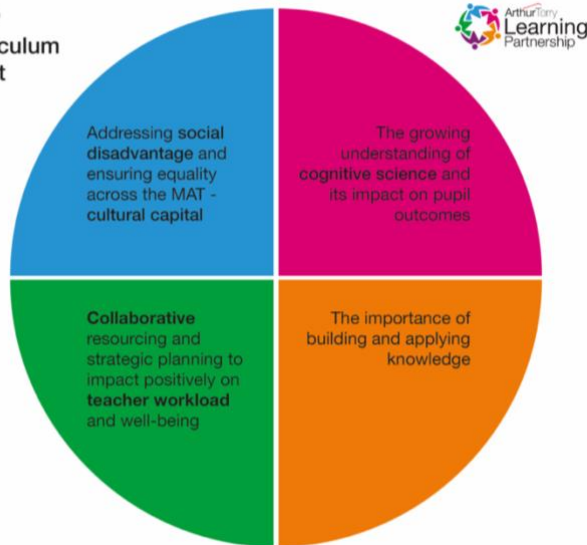 culum
t
ArthurTerry
Learning
Partnership
Addressing social
disadvantage and
ensuring equality
across the MAT -
cultural capital
The growing
understanding of
cognitive science and
its impact on pupil
outcomes
Collaborative
resourcing and
strategic planning to
impact positively on
teacher workload
and well-being
The importance of
building and applying
knowledge